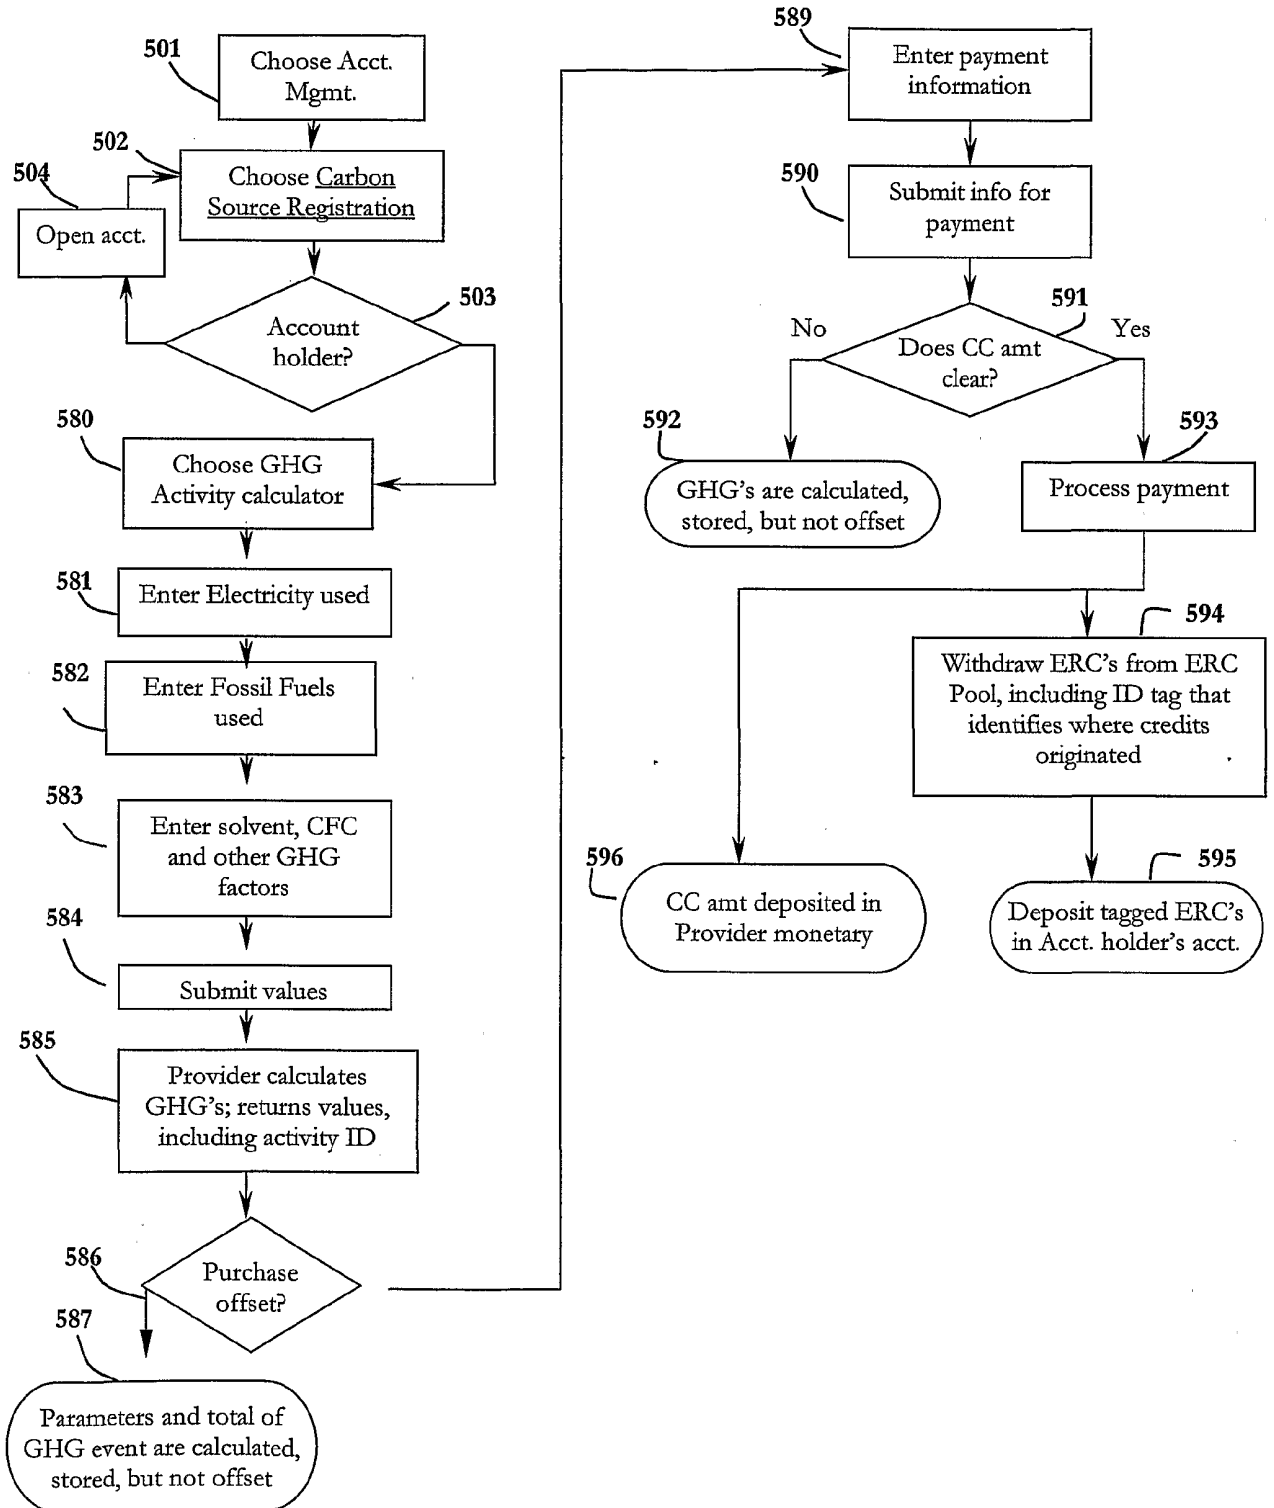 501
Choose Acct.
Mgmt.
502
Choose Carbon
Source Registration
504
Open acct.
503
Account
holder?
580
Choose GHG
Activity calculator
581
Enter Electricity used
582
Enter Fossil Fuels
used
583
Enter solvent, CFC
and other GHG
factors
584
Submit values
585
Provider calculates
GHG's; returns values,
including activity ID
586
Purchase
offset?
587
Parameters and total of
GHG event are calculated,
stored, but not offset
589
Enter payment
information
590
Submit info for
payment
591
No
Yes
Does CC amt
clear?
592
GHG's are calculated,
stored, but not offset
593
Process payment
594
Withdraw ERC's from ERC
Pool, including ID tag that
identifies where credits
originated
596
CC amt deposited in
Provider monetary
595
Deposit tagged ERC's
in Acct. holder's acct.